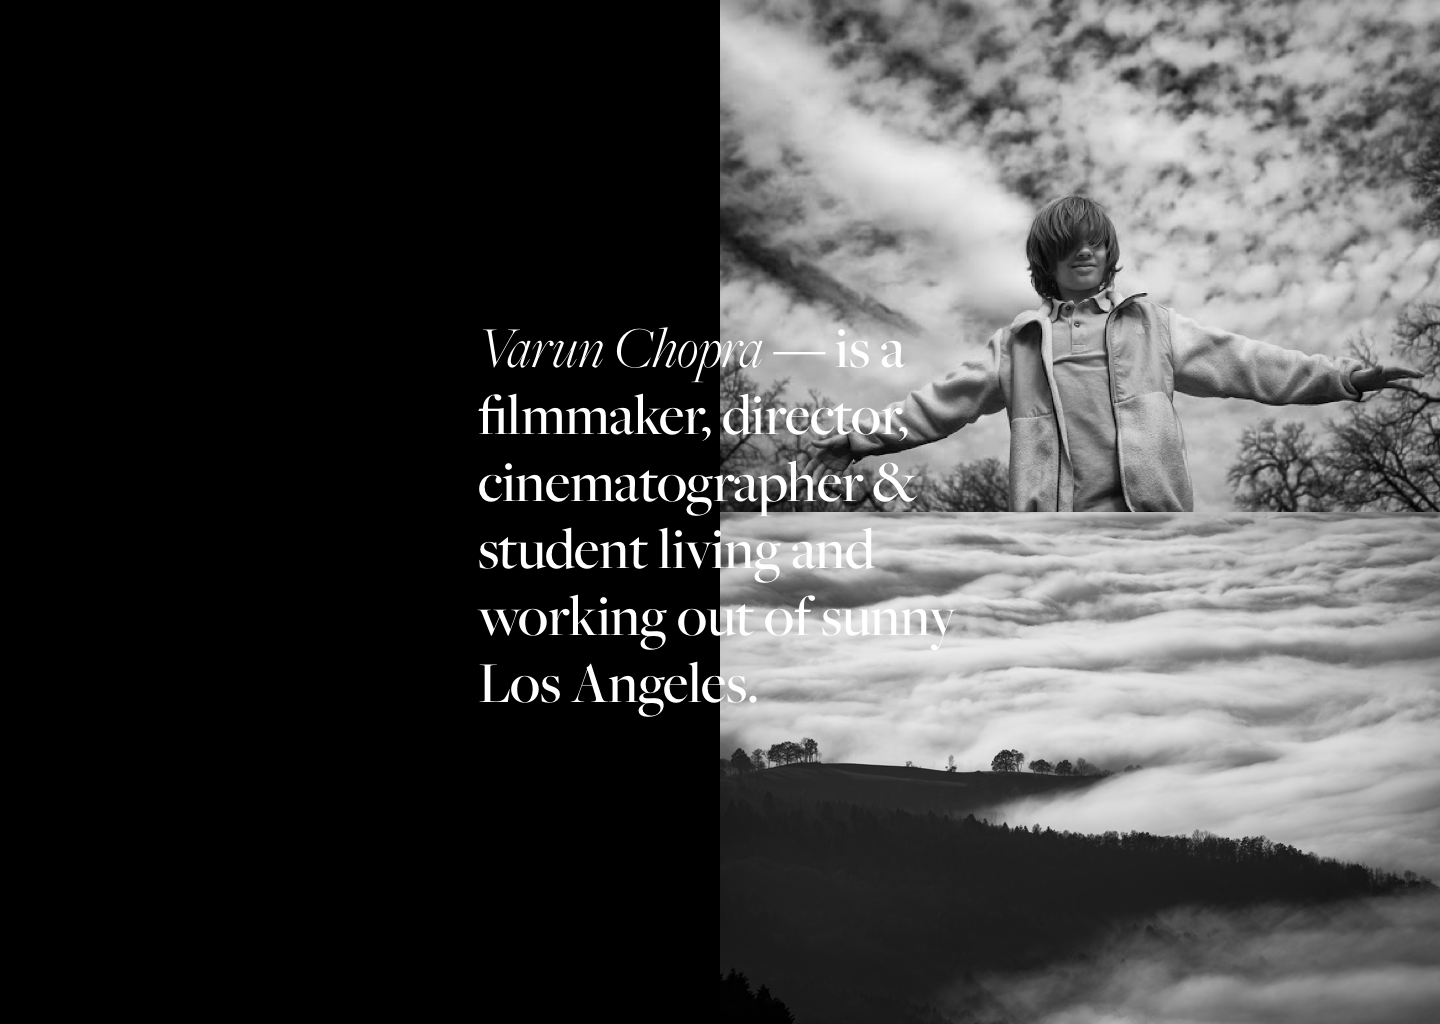 Varun Chopra — is a
filmmaker, director,
cinematographer &
student living and
working out of sunny
Los Angeles.